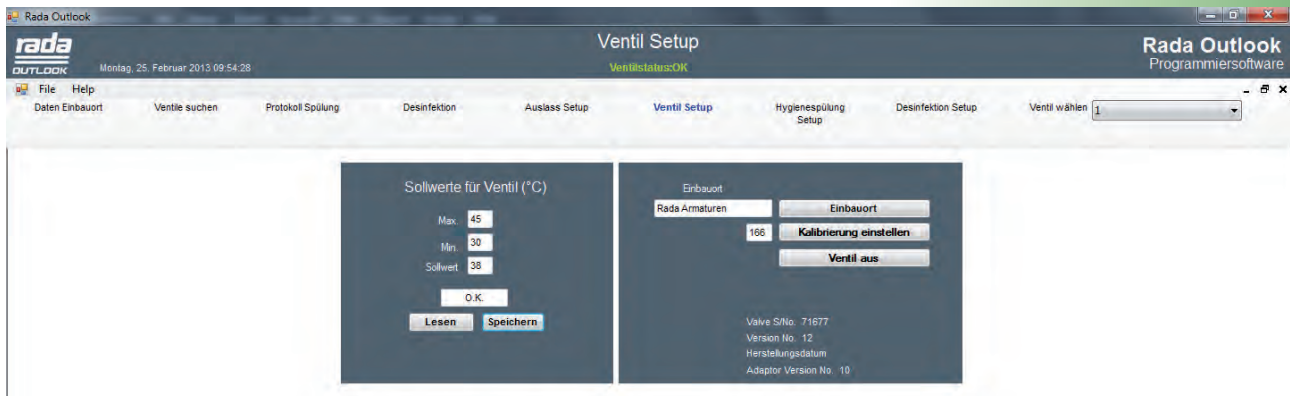 Rada Outlook
rada
OUTLOOK
Montag, 25. Februar 2013 09:54:28
Ventil Setup
Ventilstatus:OK
Rada Outlook
Programmiersoftware
File Help
Daten Einbauort Ventile suchen Protokoll Spülung Desinfektion Auslass Setup Ventil Setup Hygienespülung Setup Desinfektion Setup Ventil wählen 1
Sollwerte für Ventil (°C)
Max. 45
Min. 30
Sollwert 38
O.K.
Lesen Speichern
Einbauort
Rada Armaturen Einbauort
166 Kalibrierung einstellen
Ventil aus
Valve S/No. 71677
Version No. 12
Herstellungsdatum
Adaptor Version No. 10